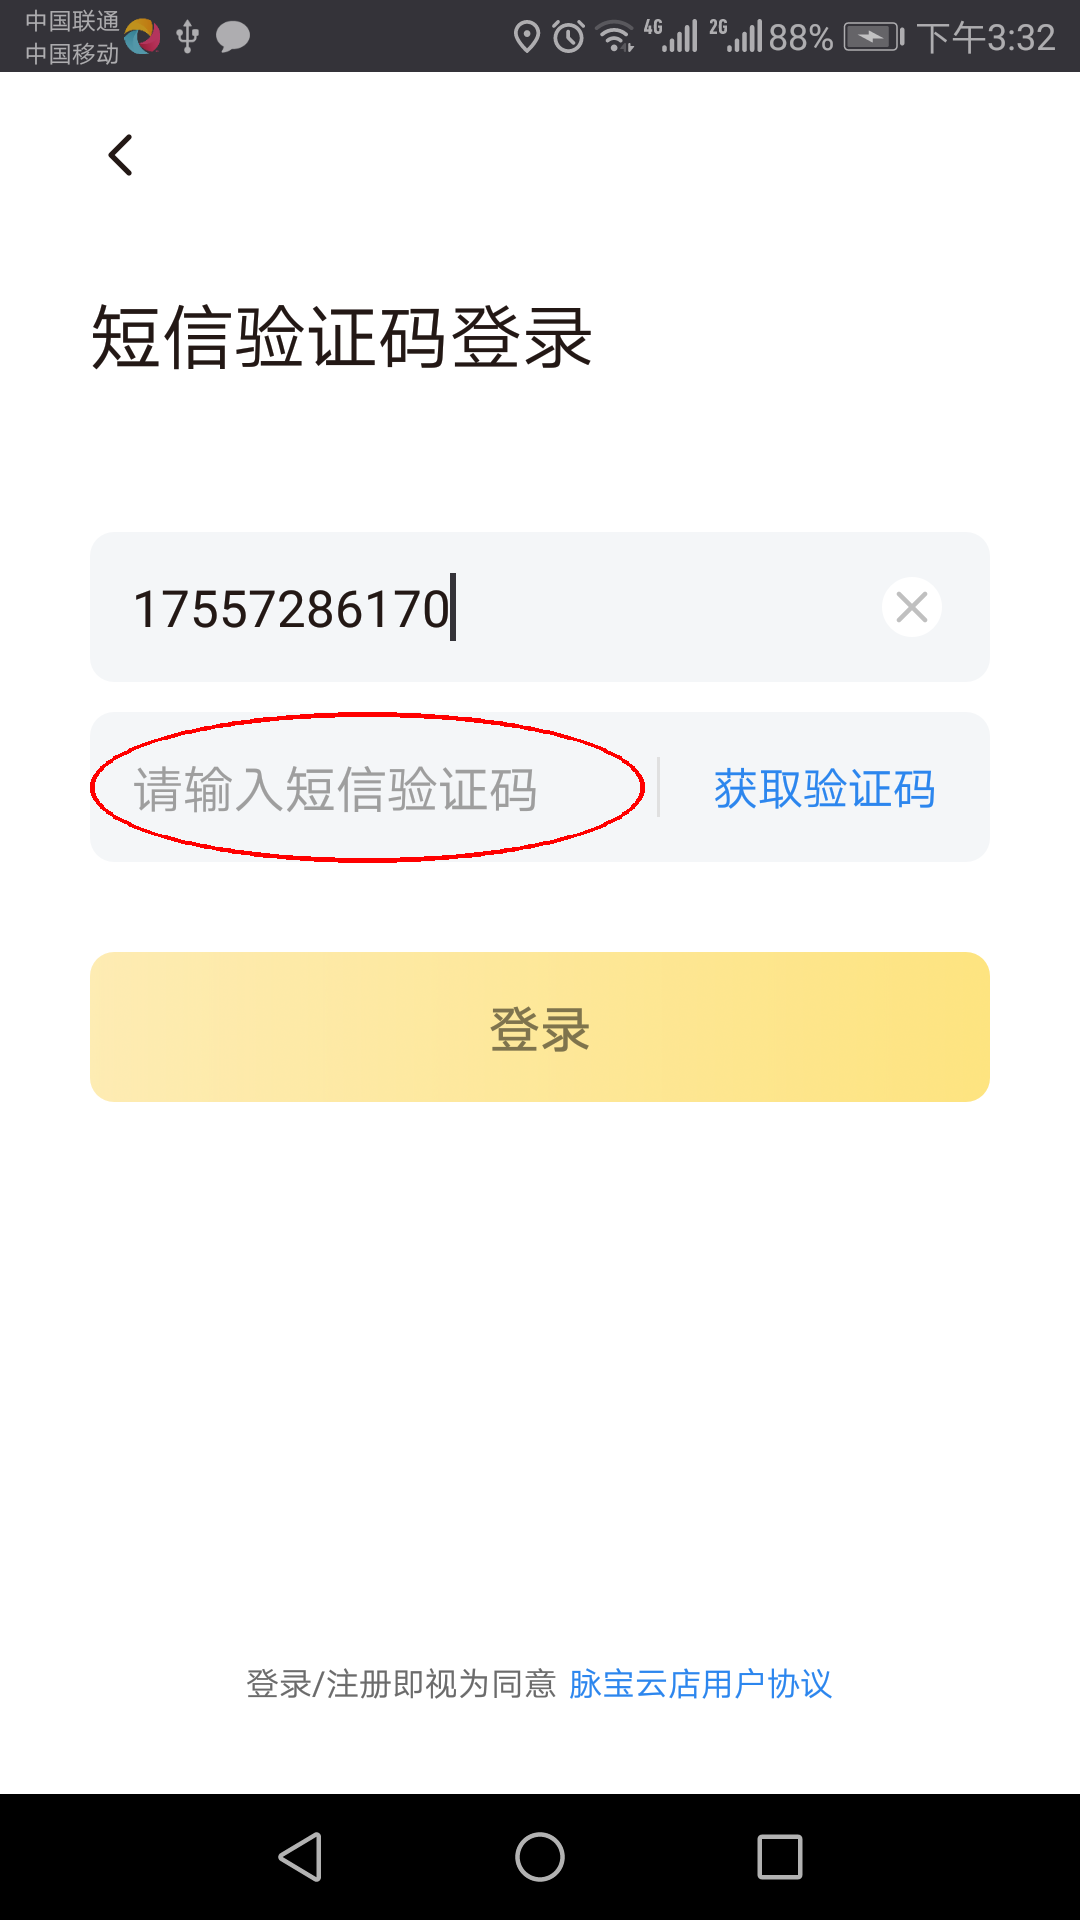 中国联通
中国移动
4G 2G 88% 下午3:32
短信验证码登录
17557286170
请输入短信验证码 获取验证码
登录
登录/注册即视为同意 脉宝云店用户协议